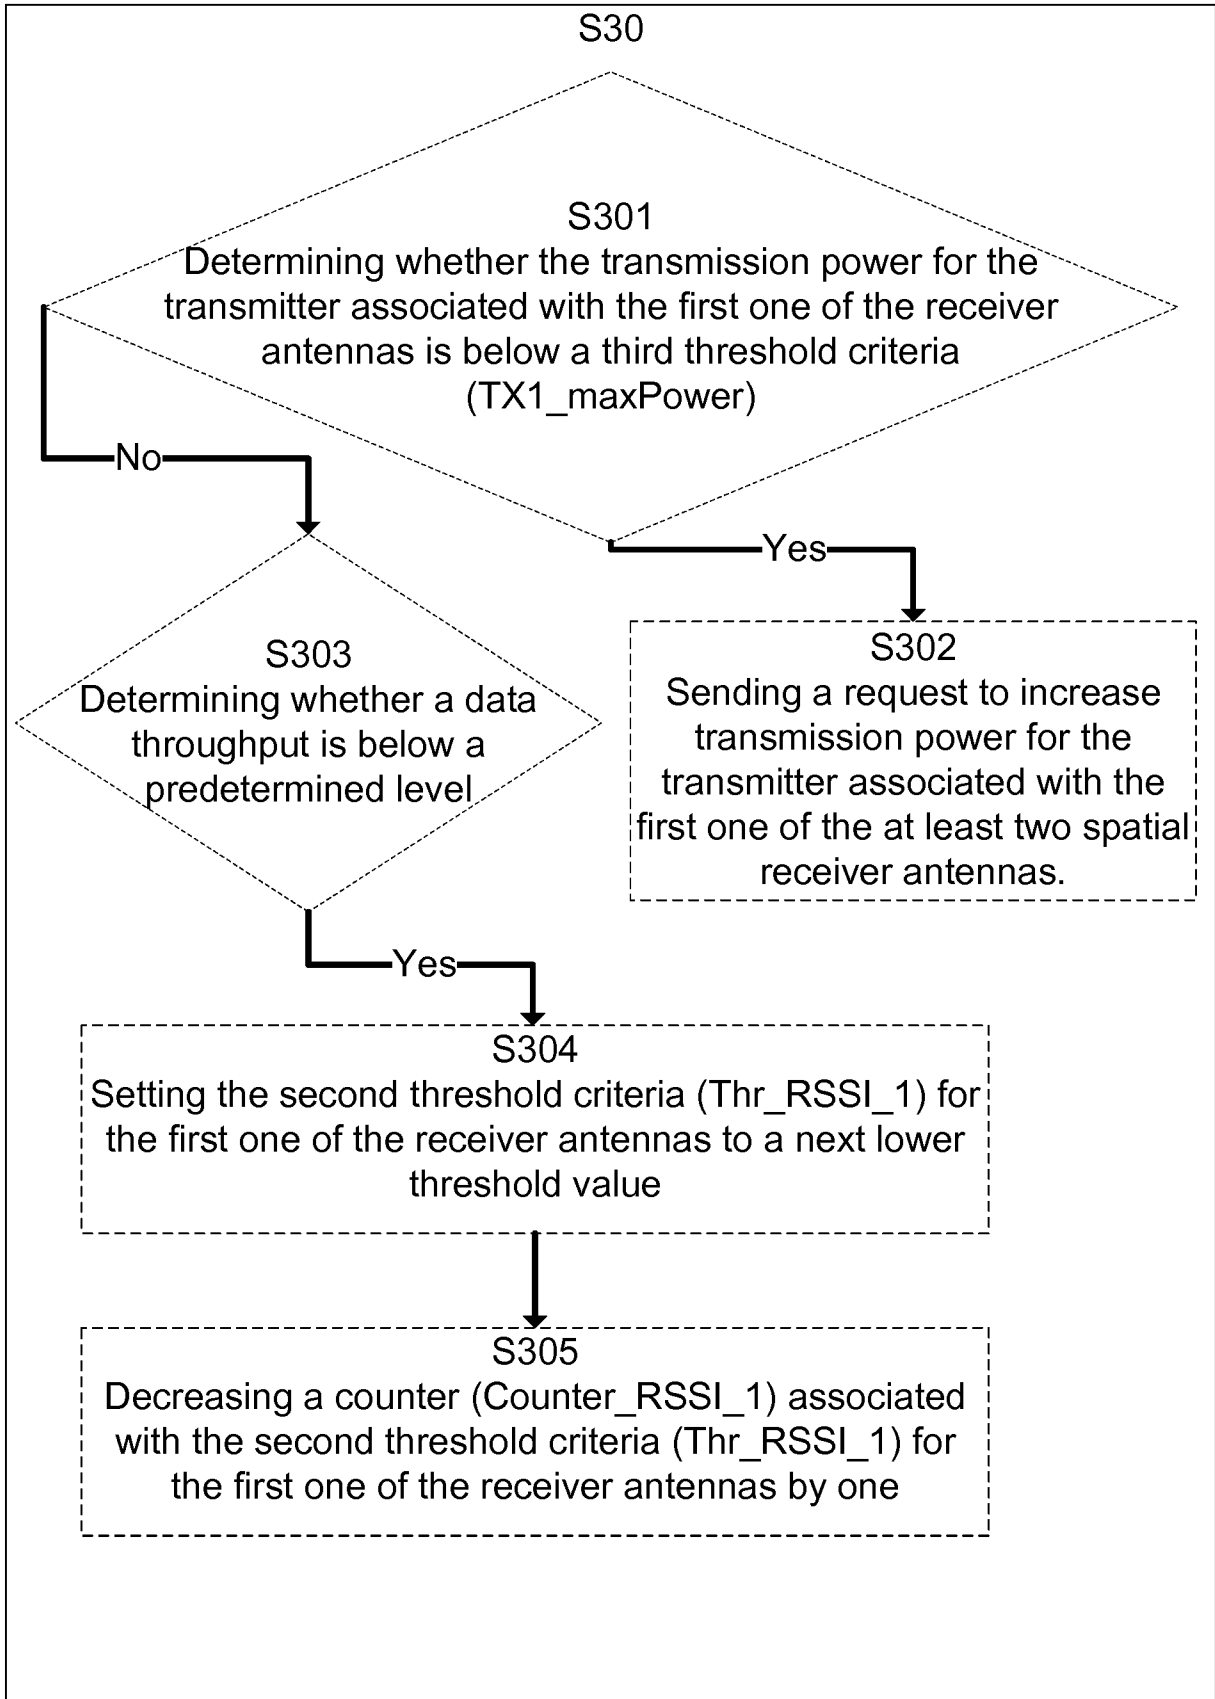 S30
S301
Determining whether the transmission power for the
transmitter associated with the first one of the receiver
antennas is below a third threshold criteria
(TX1_maxPower)
No
Yes
S303
Determining whether a data
throughput is below a
predetermined level
S302
Sending a request to increase
transmission power for the
transmitter associated with the
first one of the at least two spatial
receiver antennas.
Yes
S304
Setting the second threshold criteria (Thr_RSSI_1) for
the first one of the receiver antennas to a next lower
threshold value
S305
Decreasing a counter (Counter_RSSI_1) associated
with the second threshold criteria (Thr_RSSI_1) for
the first one of the receiver antennas by one